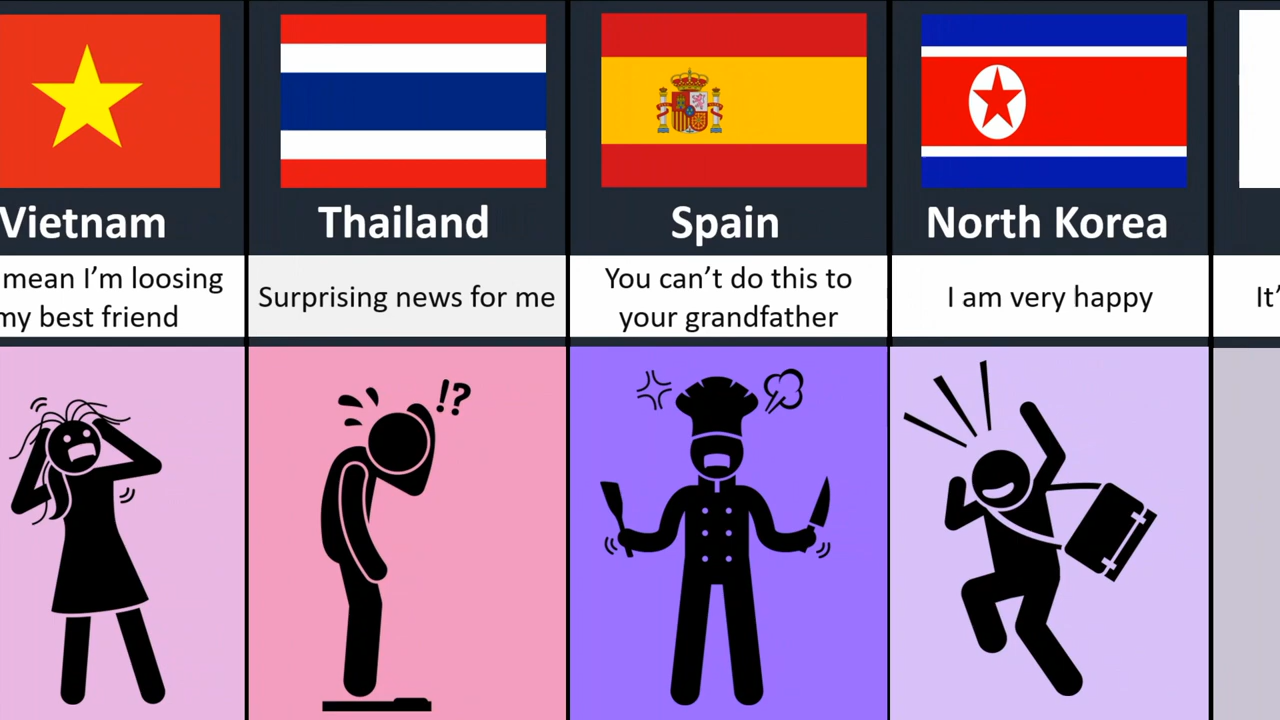 Vietnam
mean I'm loosing
my best friend
Thailand
Surprising news for me
!?
Spain
You can't do this to
your grandfather
North Korea
I am very happy
It'